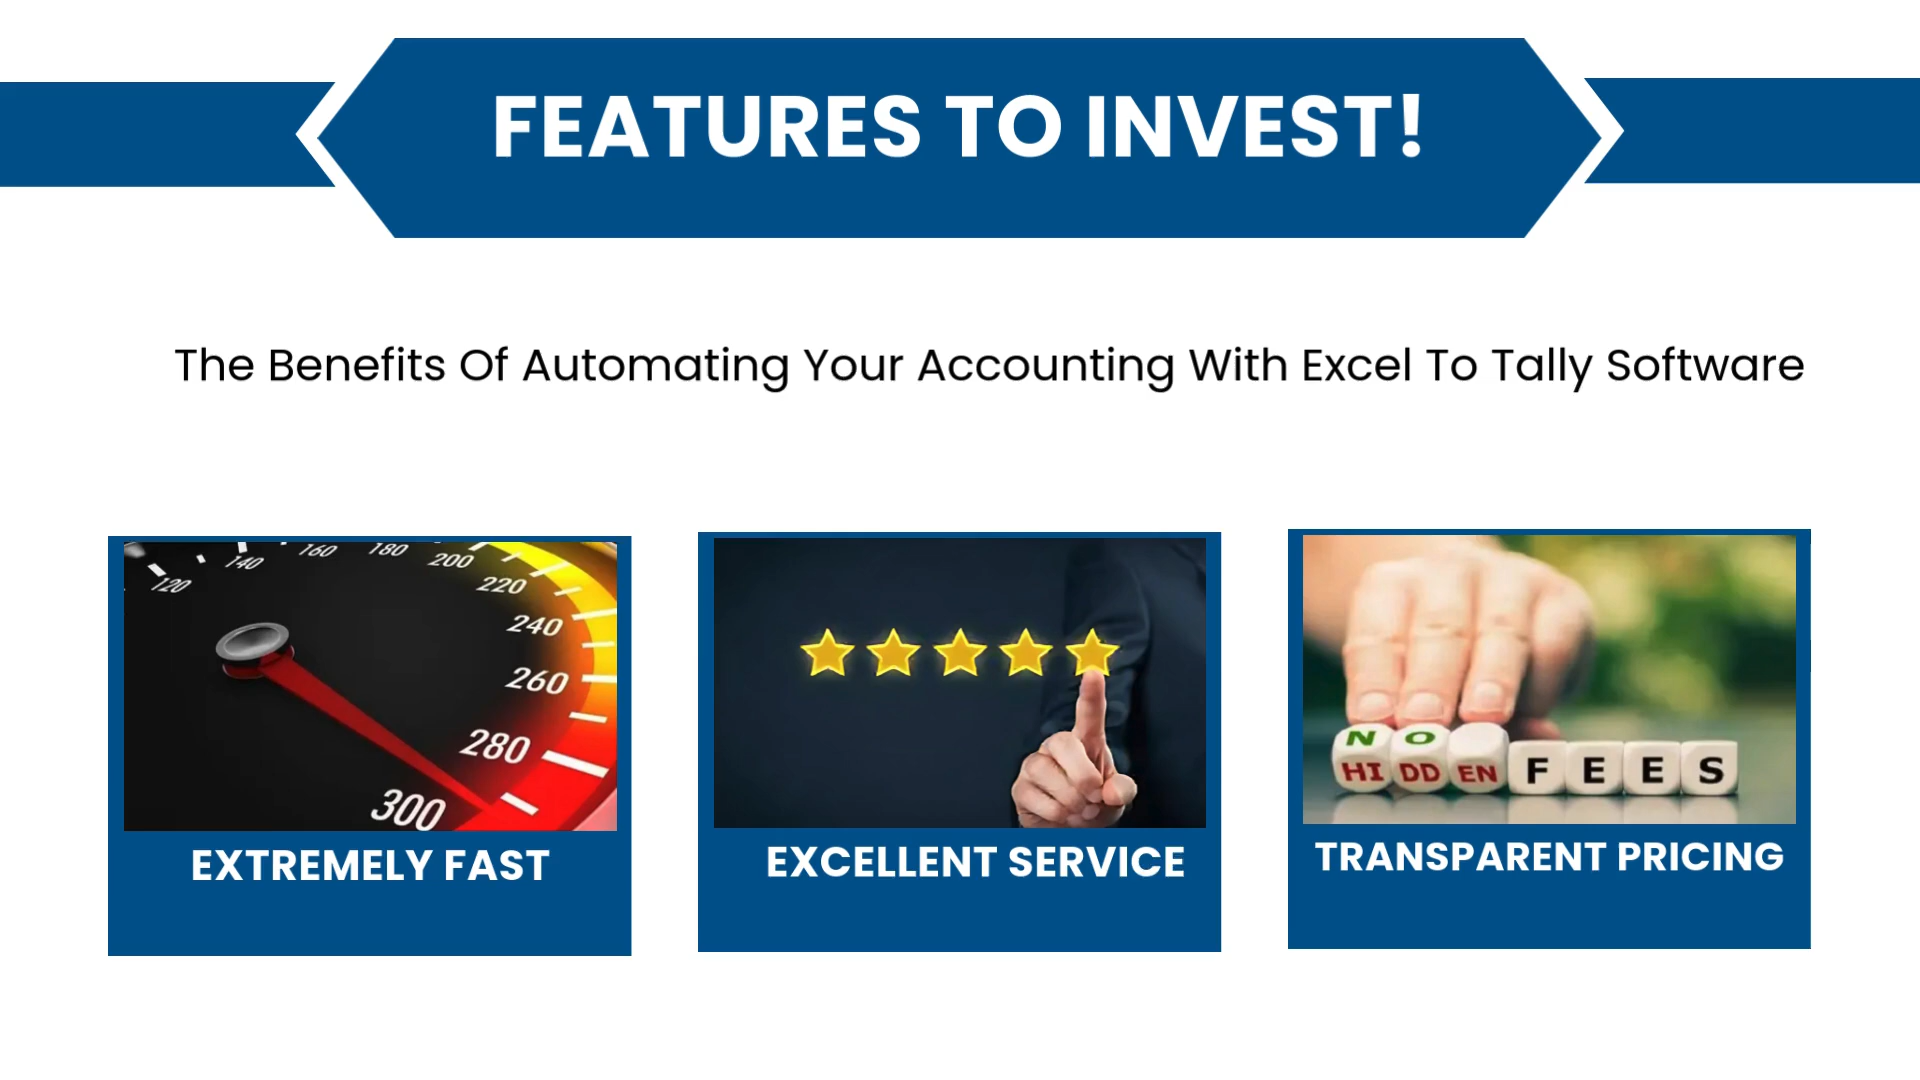 FEATURES TO INVEST!
The Benefits Of Automating Your Accounting With Excel To Tally Software
120
140
160
180
200
220
240
260
280
300
NO
HIDDEN FEES
EXTREMELY FAST
EXCELLENT SERVICE
TRANSPARENT PRICING